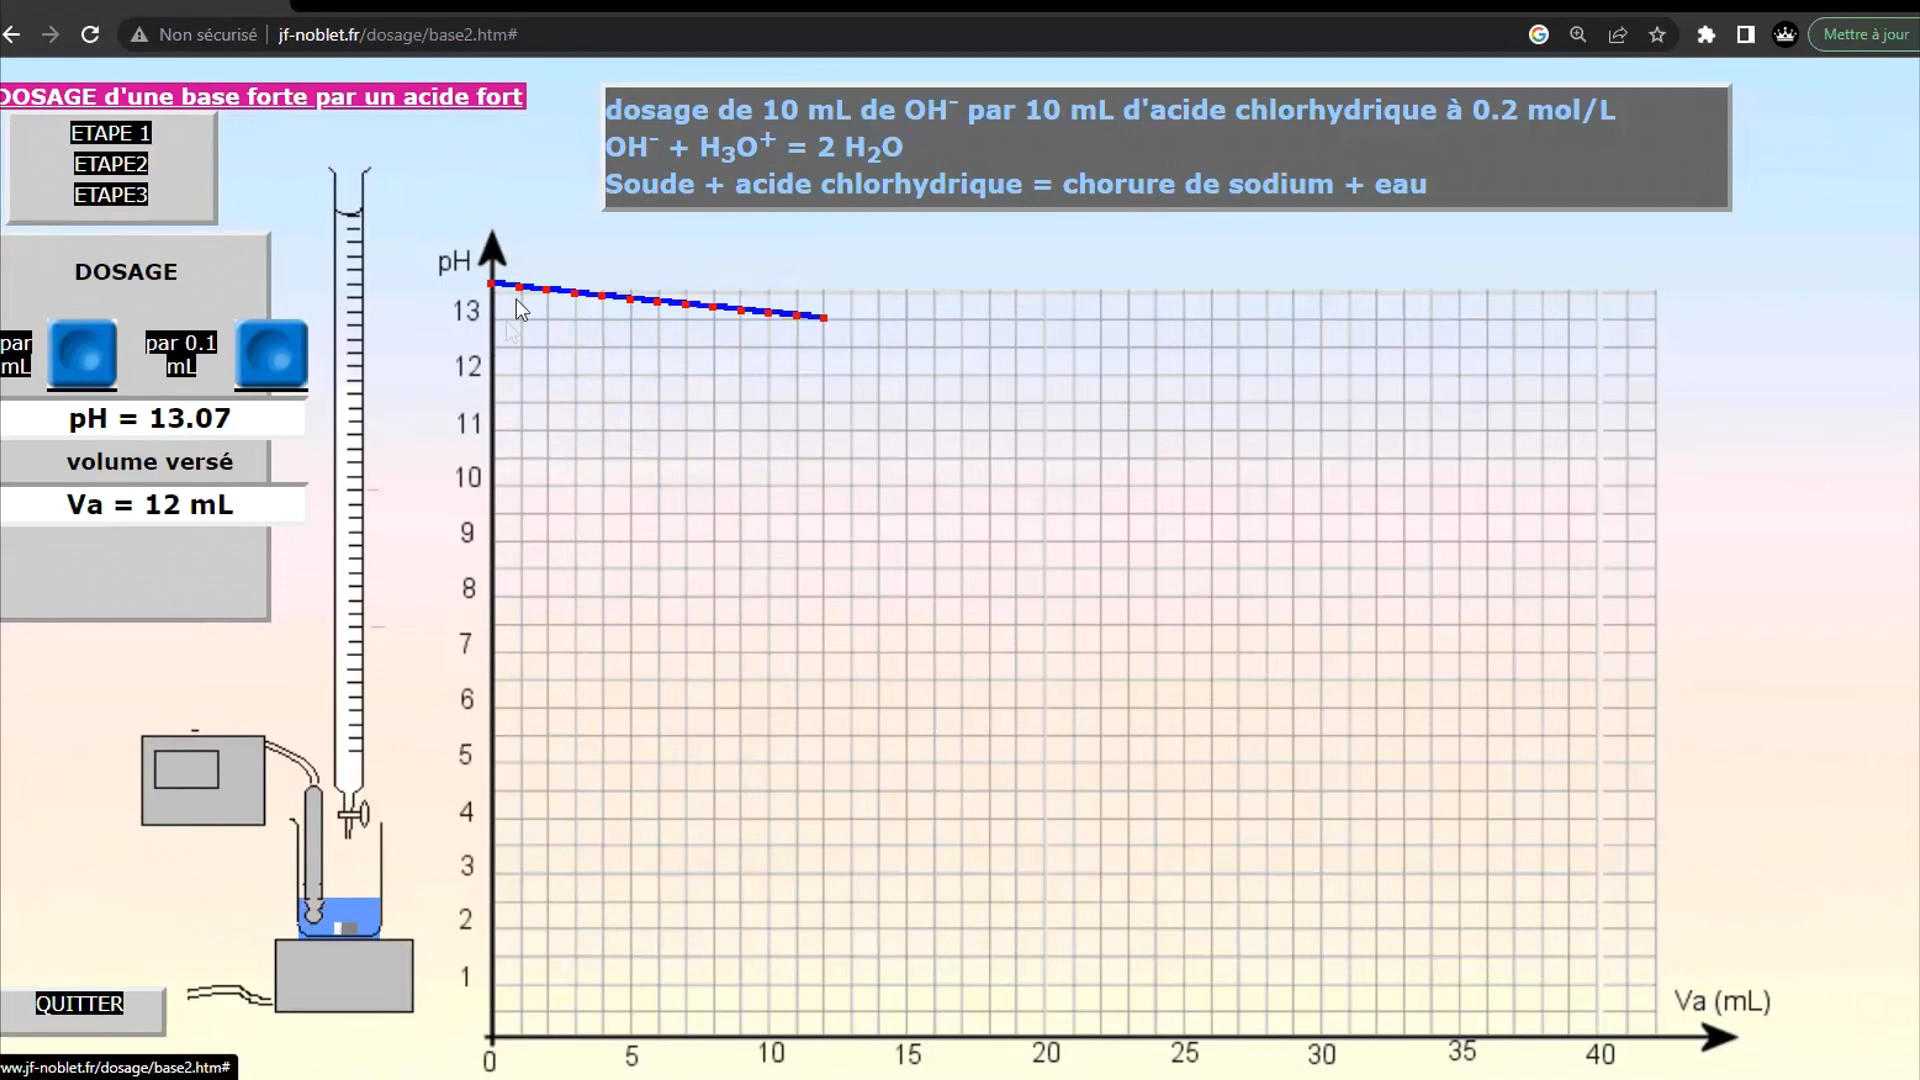 Non sécurisé jf-noblet.fr/dosage/base2.htm# Mettre à jour
DOSAGE d'une base forte par un acide fort
ETAPE 1
ETAPE2
ETAPE3
dosage de 10 mL de OH⁻ par 10 mL d'acide chlorhydrique à 0.2 mol/L
OH⁻ + H₃O⁺ = 2 H₂O
Soude + acide chlorhydrique = chorure de sodium + eau
DOSAGE
par
mL
par 0.1
mL
pH = 13.07
volume versé
Va = 12 mL
QUITTER
ww.jf-noblet.fr/dosage/base2.htm#
pH
13
12
11
10
9
8
7
6
5
4
3
2
1
Va (mL)
0 5 10 15 20 25 30 35 40